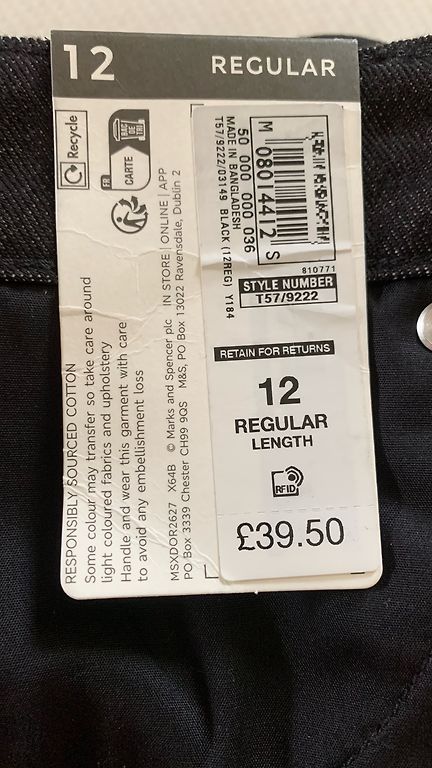 12 REGULAR
Recycle
FR
CARTE
BAC
DE
TRI
RESPONSIBLY SOURCED COTTON
Some colour may transfer so take care around
light coloured fabrics and upholstery
Handle and wear this garment with care
to avoid any embellishment loss
MSXDOR2627 X64B © Marks and Spencer plc IN STORE | ONLINE | APP
PO Box 3339 Chester CH99 9QS M&S, PO Box 13022 Ravensdale, Dublin 2
M 08014412 S
50 000 000 036
MADE IN BANGLADESH
T57/9222/03149 BLACK (12REG) Y184
810771
STYLE NUMBER
T57/9222
RETAIN FOR RETURNS
12
REGULAR
LENGTH
RFID
£39.50